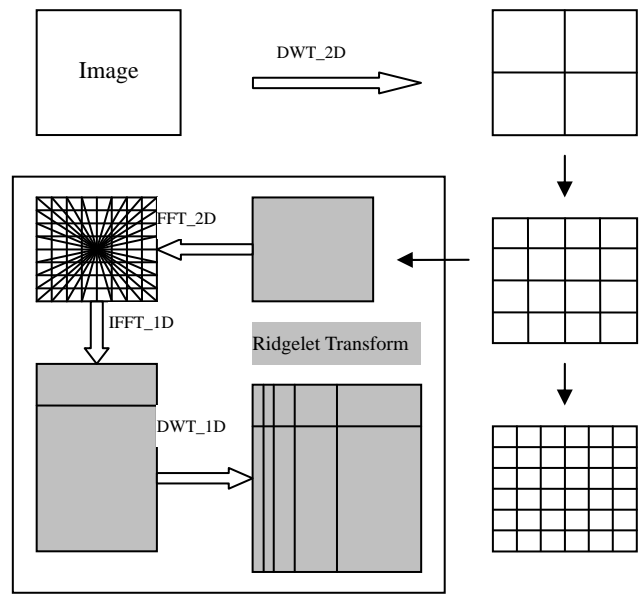 Image
DWT_2D
FFT_2D
IFFT_1D
Ridgelet Transform
DWT_1D